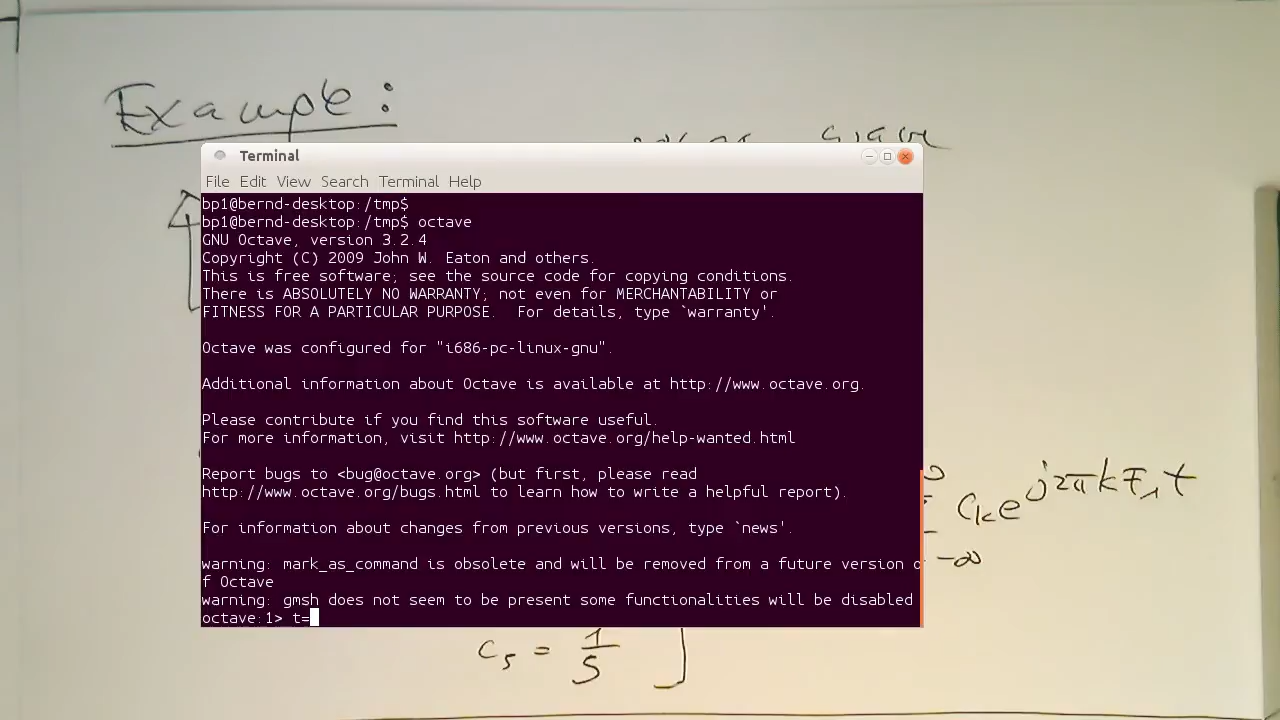 Example:
Terminal
File Edit View Search Terminal Help
bp1@bernd-desktop:/tmp$
bp1@bernd-desktop:/tmp$ octave
GNU Octave, version 3.2.4
Copyright (C) 2009 John W. Eaton and others.
This is free software; see the source code for copying conditions.
There is ABSOLUTELY NO WARRANTY; not even for MERCHANTABILITY or
FITNESS FOR A PARTICULAR PURPOSE.  For details, type `warranty'.
Octave was configured for "i686-pc-linux-gnu".
Additional information about Octave is available at http://www.octave.org.
Please contribute if you find this software useful.
For more information, visit http://www.octave.org/help-wanted.html
Report bugs to <bug@octave.org> (but first, please read
http://www.octave.org/bugs.html to learn how to write a helpful report).
For information about changes from previous versions, type `news'.
warning: mark_as_command is obsolete and will be removed from a future version o
f Octave
warning: gmsh does not seem to be present some functionalities will be disabled
octave:1> t=
c_k e^{j2πkF_1t}
-∞
c_5 = 1/5